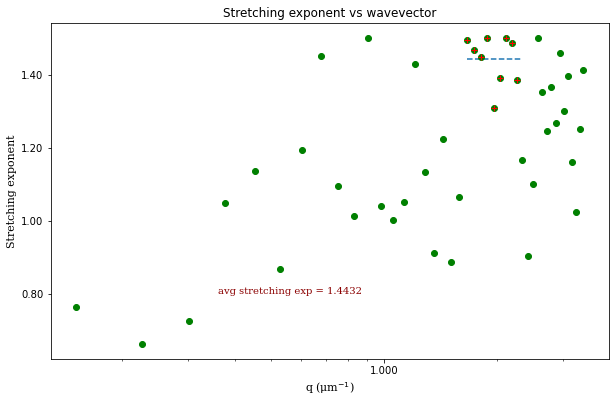 Stretching exponent vs wavevector
Stretching exponent
1.40
1.20
1.00
0.80
avg stretching exp = 1.4432
1.000
q (μm⁻¹)